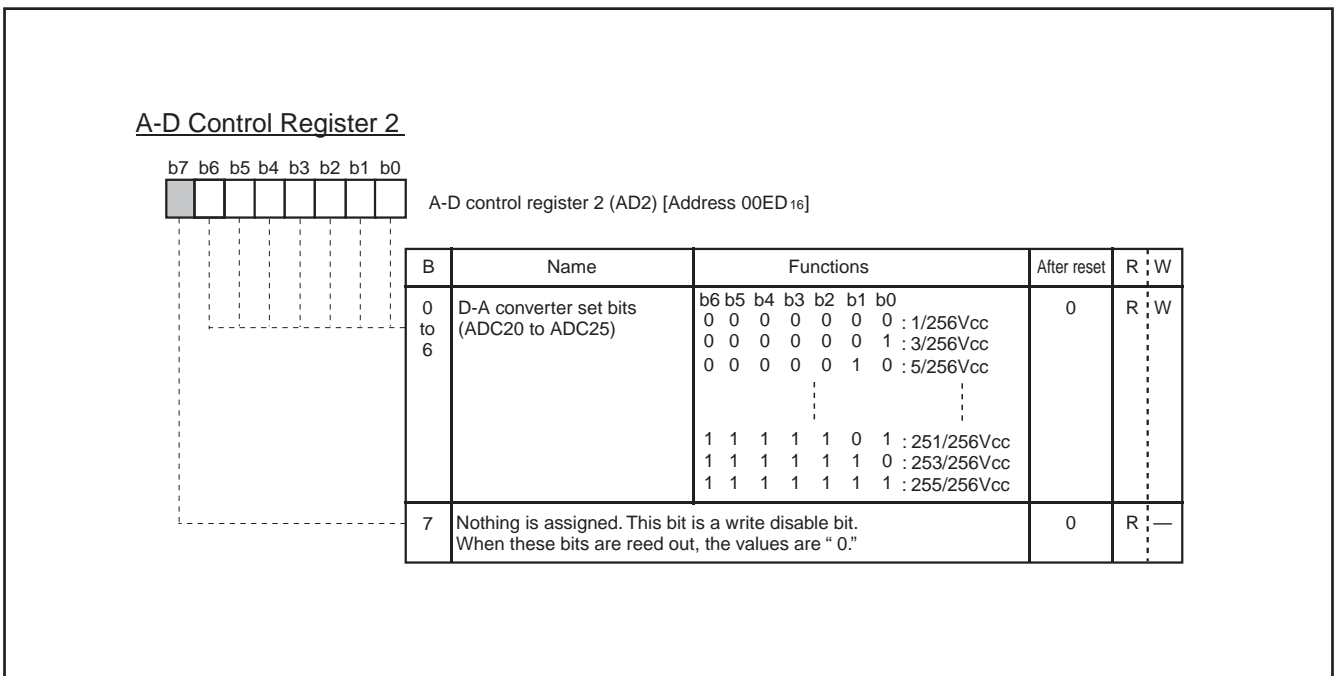 A-D Control Register 2
b7 b6 b5 b4 b3 b2 b1 b0
A-D control register 2 (AD2) [Address 00ED16]
B Name Functions After reset R W
0 to 6
D-A converter set bits
(ADC20 to ADC25)
b6 b5 b4 b3 b2 b1 b0
0 0 0 0 0 0 0 : 1/256Vcc
0 0 0 0 0 0 1 : 3/256Vcc
0 0 0 0 0 1 0 : 5/256Vcc
1 1 1 1 1 0 1 : 251/256Vcc
1 1 1 1 1 1 0 : 253/256Vcc
1 1 1 1 1 1 1 : 255/256Vcc
0 R W
7 Nothing is assigned. This bit is a write disable bit.
When these bits are reed out, the values are “ 0.”
0 R —